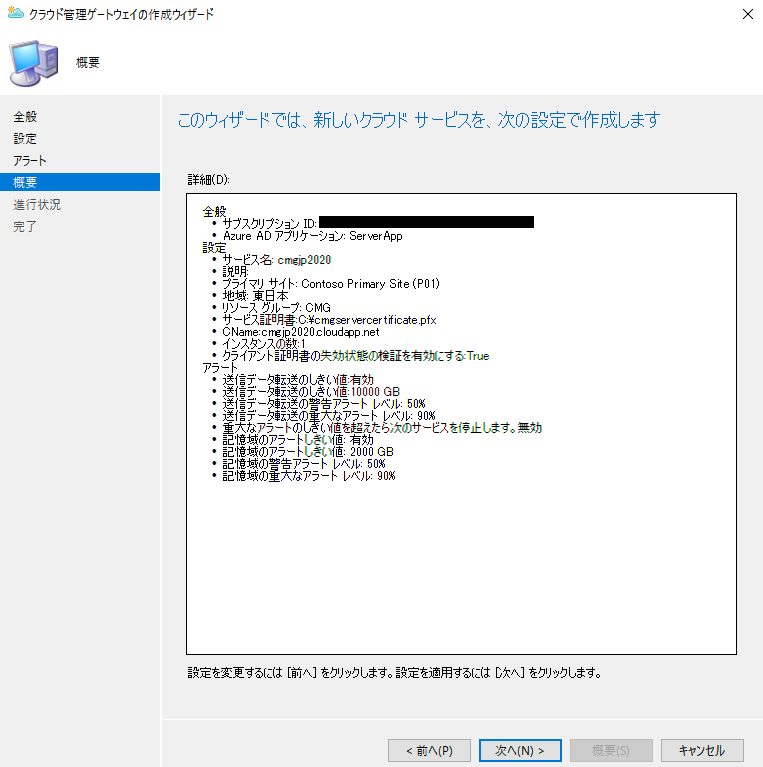 クラウド管理ゲートウェイの作成ウィザード
概要
全般
設定
アラート
概要
進行状況
完了
このウィザードでは、新しいクラウド サービスを、次の設定で作成します
詳細(D):
全般
• サブスクリプション ID:
• Azure AD アプリケーション: ServerApp
設定
• サービス名: cmgjp2020
• 説明:
• プライマリ サイト: Contoso Primary Site (P01)
• 地域: 東日本
• リソース グループ: CMG
• サービス証明書:C:¥cmgservercertificate.pfx
• CName:cmgjp2020.cloudapp.net
• インスタンスの数:1
• クライアント証明書の失効状態の検証を有効にする:True
アラート
• 送信データ転送のしきい値:有効
• 送信データ転送のしきい値:10000 GB
• 送信データ転送の警告アラート レベル: 50%
• 送信データ転送の重大なアラート レベル: 90%
• 重大なアラートのしきい値を超えたら次のサービスを停止します。無効
• 記憶域のアラートしきい値: 有効
• 記憶域のアラートしきい値: 2000 GB
• 記憶域の警告アラート レベル: 50%
• 記憶域の重大なアラート レベル: 90%
設定を変更するには [前へ] をクリックします。設定を適用するには [次へ] をクリックします。
< 前へ(P)
次へ(N) >
概要(S)
キャンセル